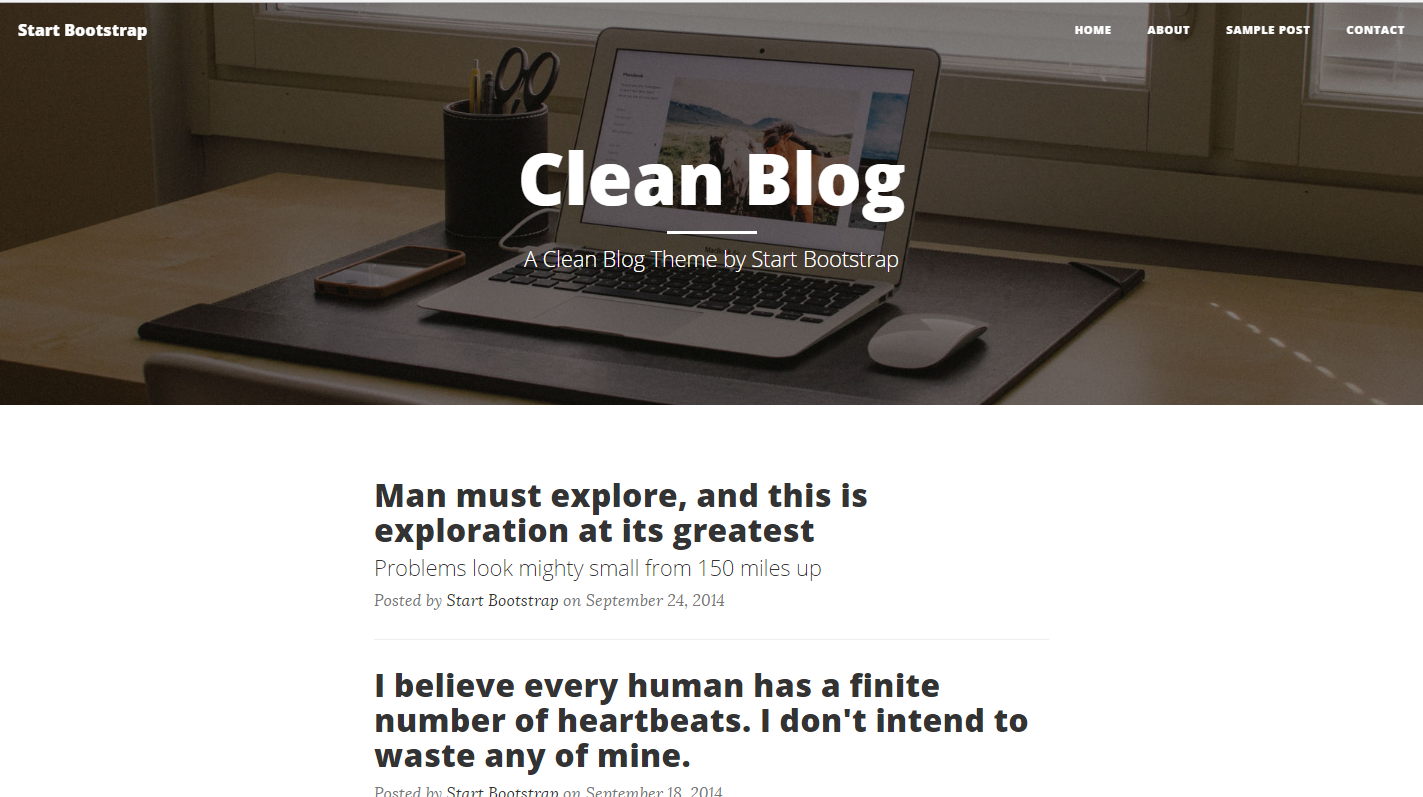 Start Bootstrap
HOME ABOUT SAMPLE POST CONTACT
Clean Blog
A Clean Blog Theme by Start Bootstrap
Man must explore, and this is
exploration at its greatest
Problems look mighty small from 150 miles up
Posted by Start Bootstrap on September 24, 2014
I believe every human has a finite
number of heartbeats. I don't intend to
waste any of mine.
Posted by Start Bootstrap on September 18, 2014